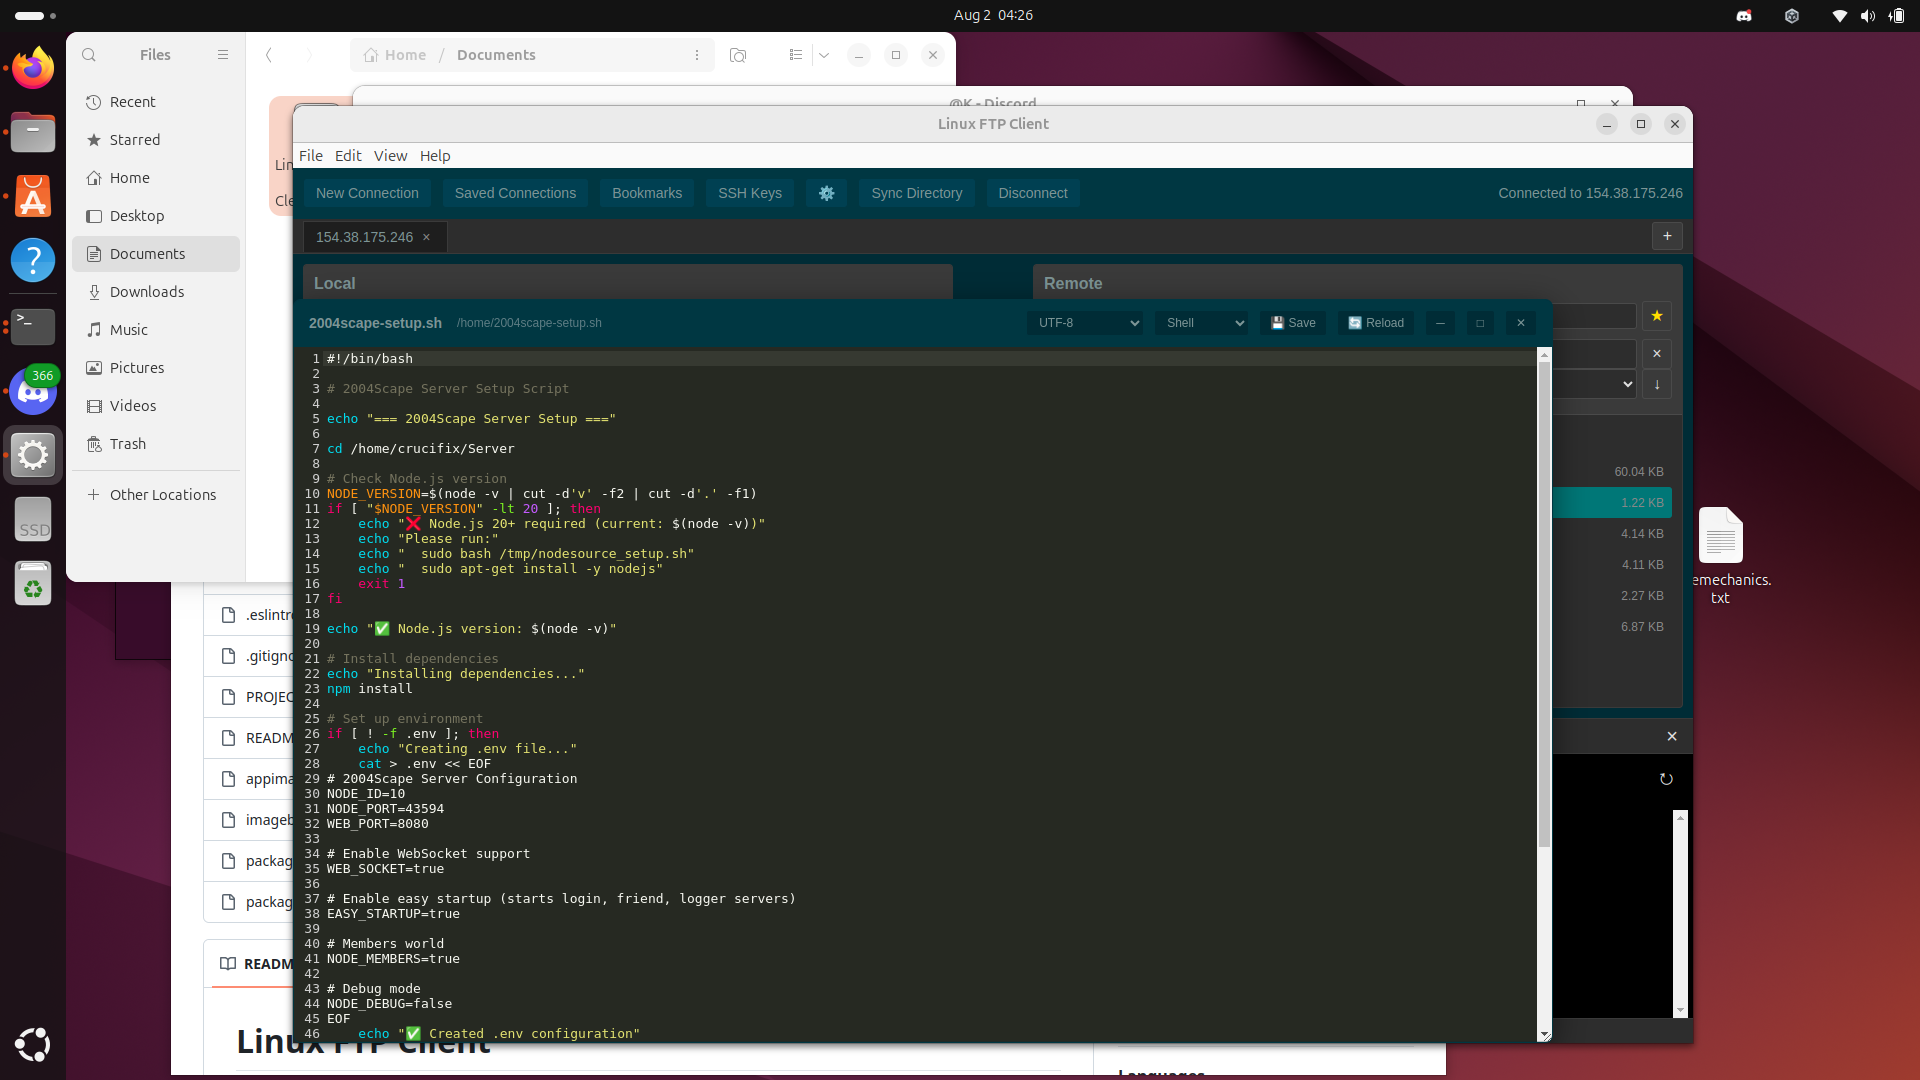 Aug 2 04:26
Files
Home / Documents
Recent
Starred
Home
Desktop
Documents
Downloads
Music
Pictures
Videos
Trash
Other Locations
366
SSD
@K - Discord
Linux FTP Client
File Edit View Help
New Connection Saved Connections Bookmarks SSH Keys Sync Directory Disconnect Connected to 154.38.175.246
154.38.175.246 × +
Local
Remote
2004scape-setup.sh /home/2004scape-setup.sh UTF-8 Shell Save Reload
1 #!/bin/bash
2
3 # 2004Scape Server Setup Script
4
5 echo "=== 2004Scape Server Setup ==="
6
7 cd /home/crucifix/Server
8
9 # Check Node.js version
10 NODE_VERSION=$(node -v | cut -d'v' -f2 | cut -d'.' -f1)
11 if [ "$NODE_VERSION" -lt 20 ]; then
12     echo "❌ Node.js 20+ required (current: $(node -v))"
13     echo "Please run:"
14     echo "  sudo bash /tmp/nodesource_setup.sh"
15     echo "  sudo apt-get install -y nodejs"
16     exit 1
17 fi
18
19 echo "✅ Node.js version: $(node -v)"
20
21 # Install dependencies
22 echo "Installing dependencies..."
23 npm install
24
25 # Set up environment
26 if [ ! -f .env ]; then
27     echo "Creating .env file..."
28     cat > .env << EOF
29 # 2004Scape Server Configuration
30 NODE_ID=10
31 NODE_PORT=43594
32 WEB_PORT=8080
33
34 # Enable WebSocket support
35 WEB_SOCKET=true
36
37 # Enable easy startup (starts login, friend, logger servers)
38 EASY_STARTUP=true
39
40 # Members world
41 NODE_MEMBERS=true
42
43 # Debug mode
44 NODE_DEBUG=false
45 EOF
46     echo "✅ Created .env configuration"
60.04 KB
1.22 KB
4.14 KB
4.11 KB
2.27 KB
6.87 KB
emechanics.
txt
Lin
Cle
.eslintr
.gitign
PROJEC
READM
appima
imageb
packag
packag
READM
Linux FTP Client
Languages